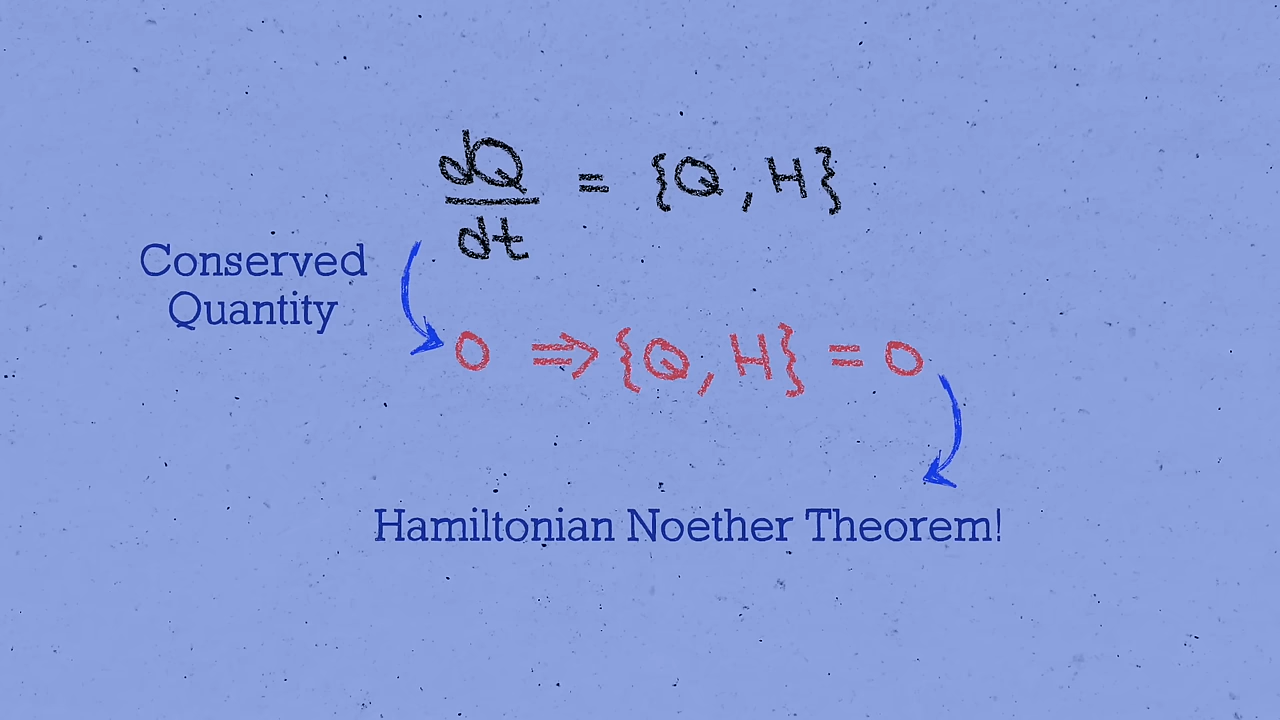 dQ/dt = {Q, H}
Conserved
Quantity
0 ⇒ {Q, H} = 0
Hamiltonian Noether Theorem!